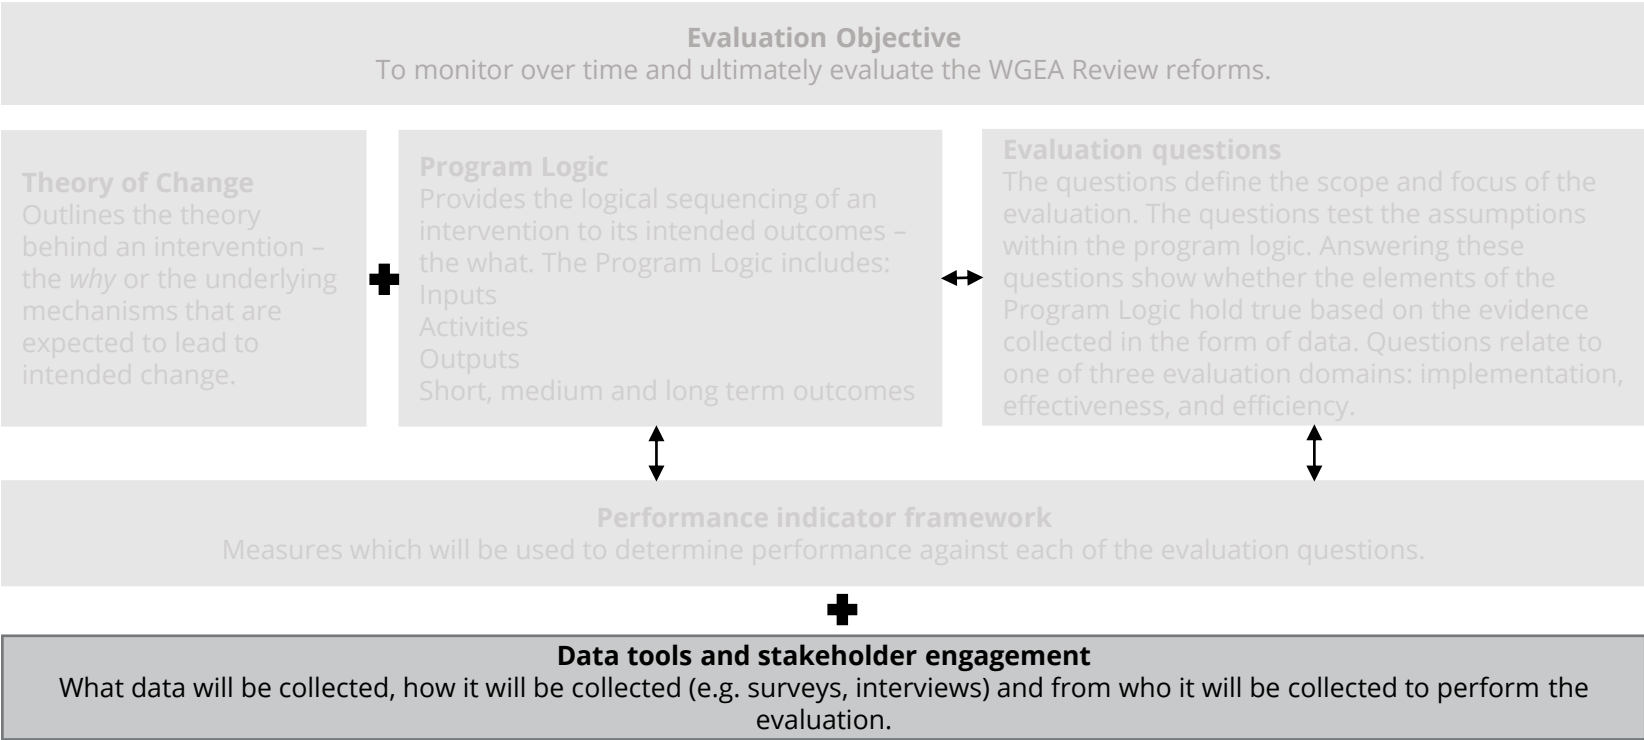 Evaluation Objective
To monitor over time and ultimately evaluate the WGEA Review reforms.
Theory of Change
Outlines the theory
behind an intervention –
the why or the underlying
mechanisms that are
expected to lead to
intended change.
Program Logic
Provides the logical sequencing of an
intervention to its intended outcomes –
the what. The Program Logic includes:
Inputs
Activities
Outputs
Short, medium and long term outcomes
Evaluation questions
The questions define the scope and focus of the
evaluation. The questions test the assumptions
within the program logic. Answering these
questions show whether the elements of the
Program Logic hold true based on the evidence
collected in the form of data. Questions relate to
one of three evaluation domains: implementation,
effectiveness, and efficiency.
Performance indicator framework
Measures which will be used to determine performance against each of the evaluation questions.
Data tools and stakeholder engagement
What data will be collected, how it will be collected (e.g. surveys, interviews) and from who it will be collected to perform the
evaluation.